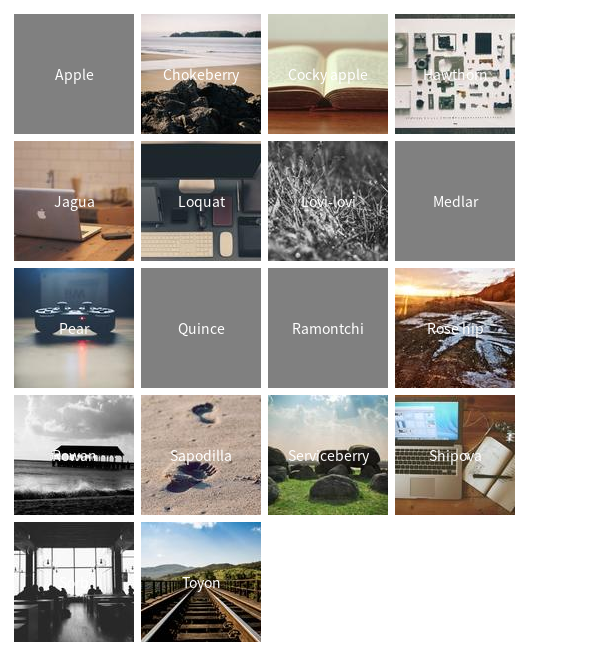 Apple
Chokeberry
Cocky apple
Hawthorn
Jagua
Loquat
Lovi-lovi
Medlar
Pear
Quince
Ramontchi
Rose hip
Rowan
Sapodilla
Serviceberry
Shipova
Toyon